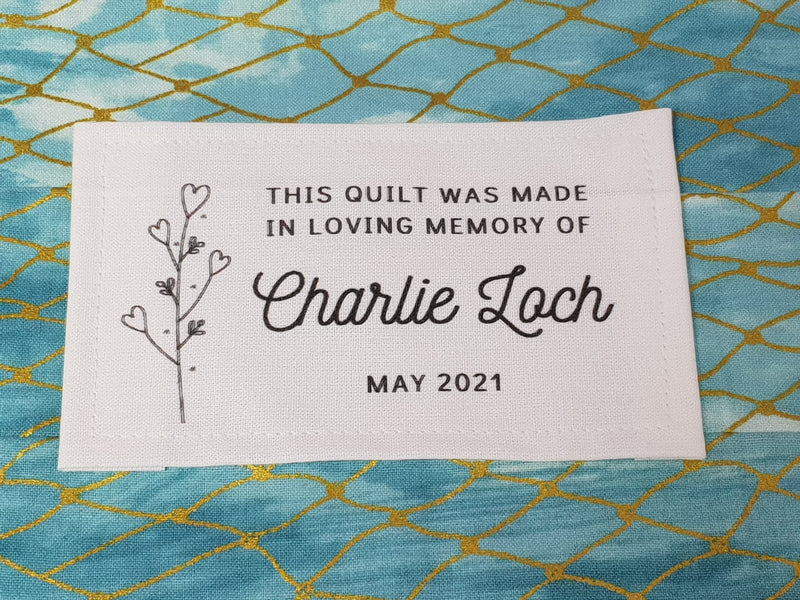 THIS QUILT WAS MADE
IN LOVING MEMORY OF
Charlie Loch
MAY 2021